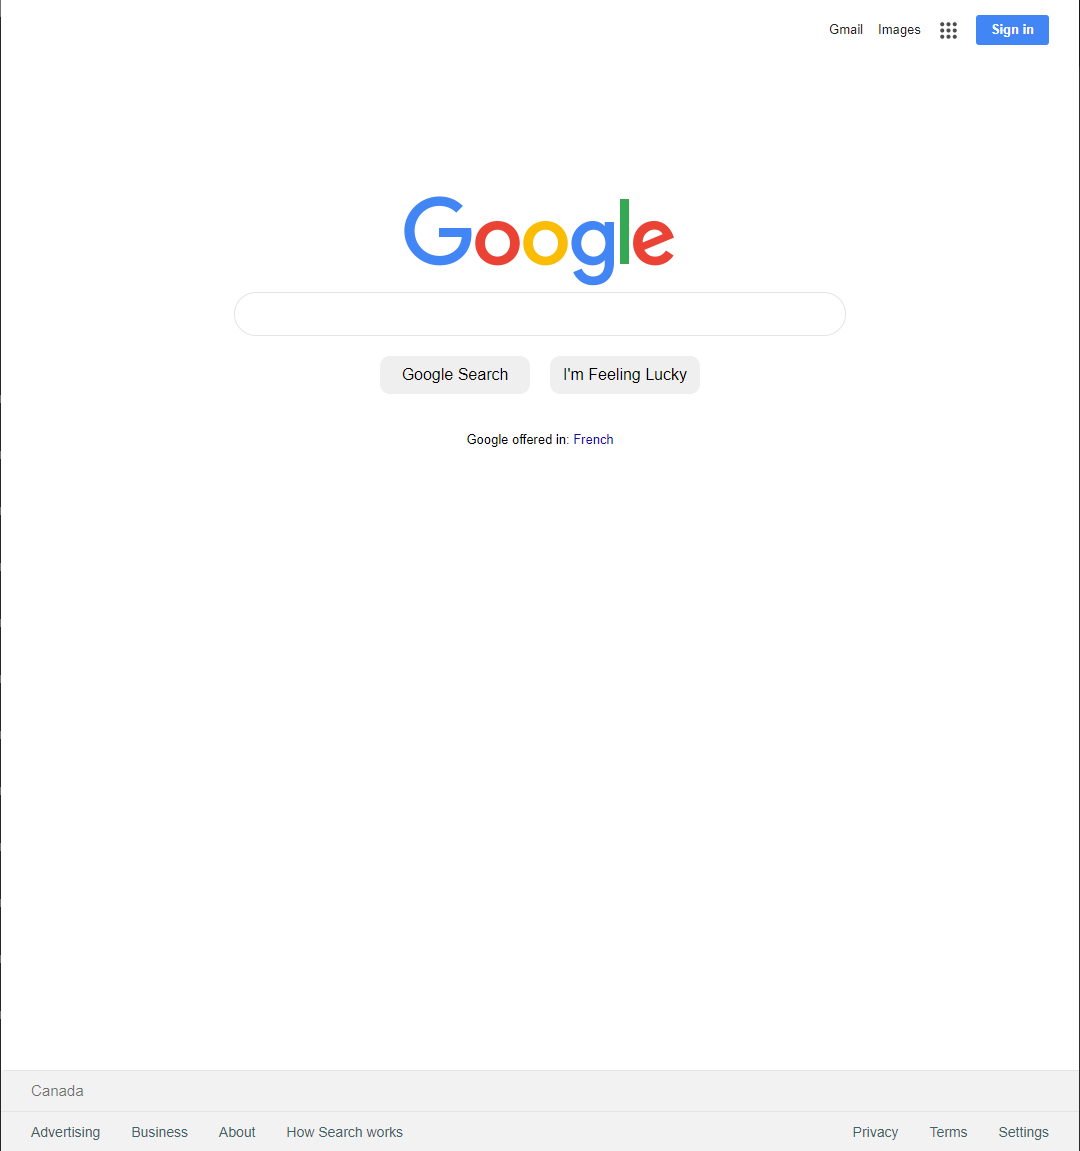 Gmail Images Sign in
Google
Google Search I'm Feeling Lucky
Google offered in: French
Canada
Advertising Business About How Search works Privacy Terms Settings